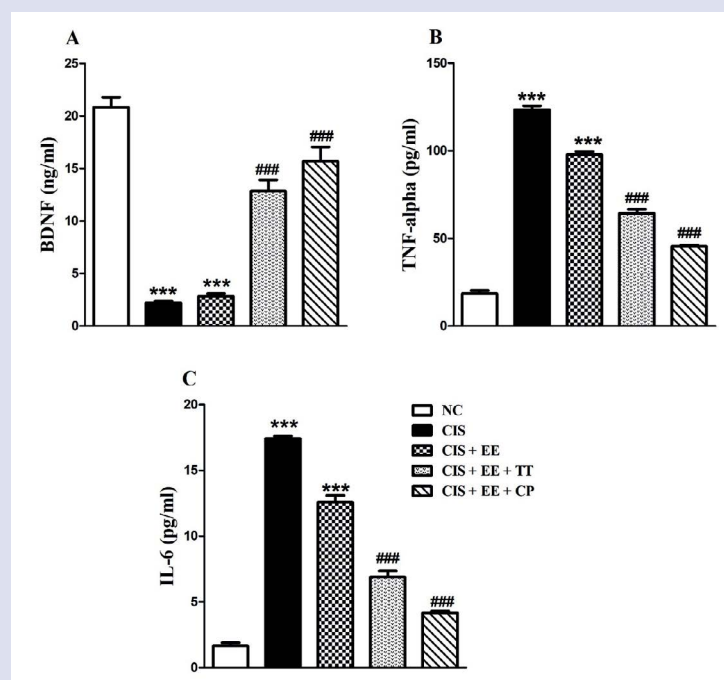 A
BDNF (ng/ml)
25
20
15
10
5
0
***
***
###
###
B
TNF-alpha (pg/ml)
150
100
50
0
***
***
###
###
C
IL-6 (pg/ml)
20
15
10
5
0
***
***
###
###
NC
CIS
CIS + EE
CIS + EE + TT
CIS + EE + CP